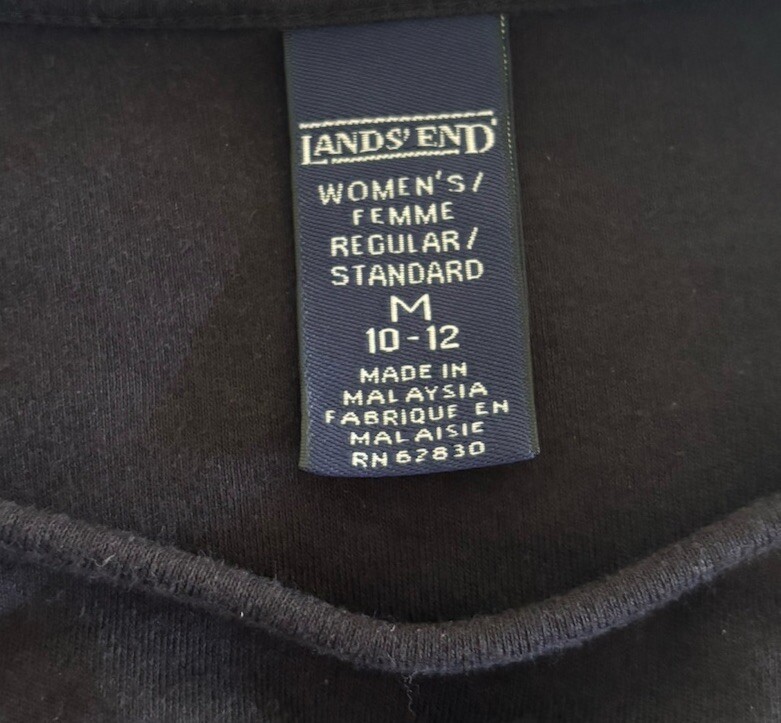 LANDS' END
WOMEN'S/
FEMME
REGULAR/
STANDARD
M
10-12
MADE IN
MALAYSIA
FABRIQUE EN
MALAISIE
RN 62830